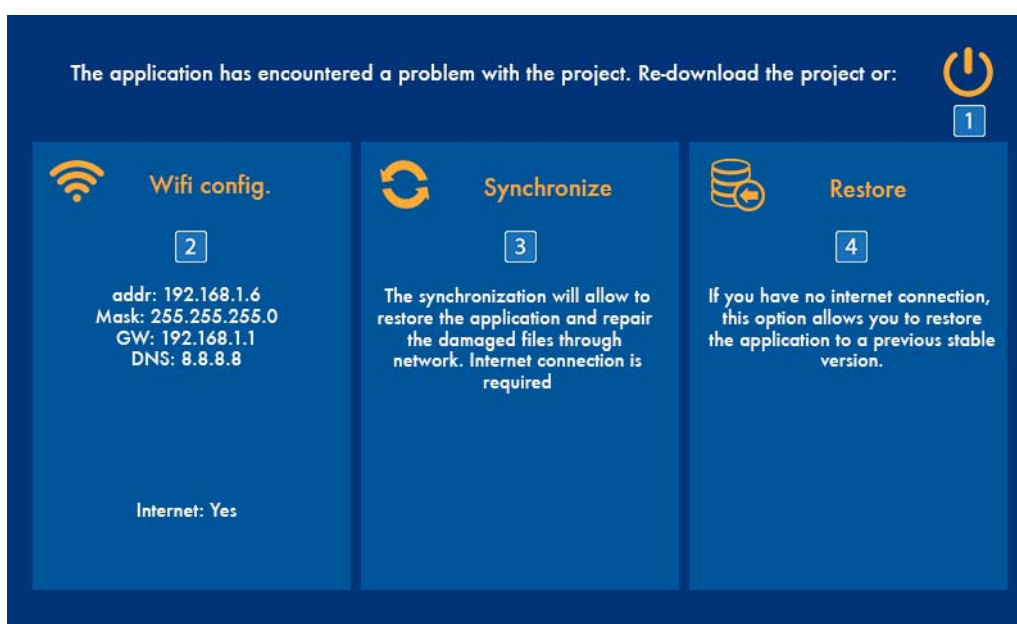 The application has encountered a problem with the project. Re-download the project or:
1
Wifi config.
2
addr: 192.168.1.6
Mask: 255.255.255.0
GW: 192.168.1.1
DNS: 8.8.8.8
Internet: Yes
Synchronize
3
The synchronization will allow to
restore the application and repair
the damaged files through
network. Internet connection is
required
Restore
4
If you have no internet connection,
this option allows you to restore
the application to a previous stable
version.